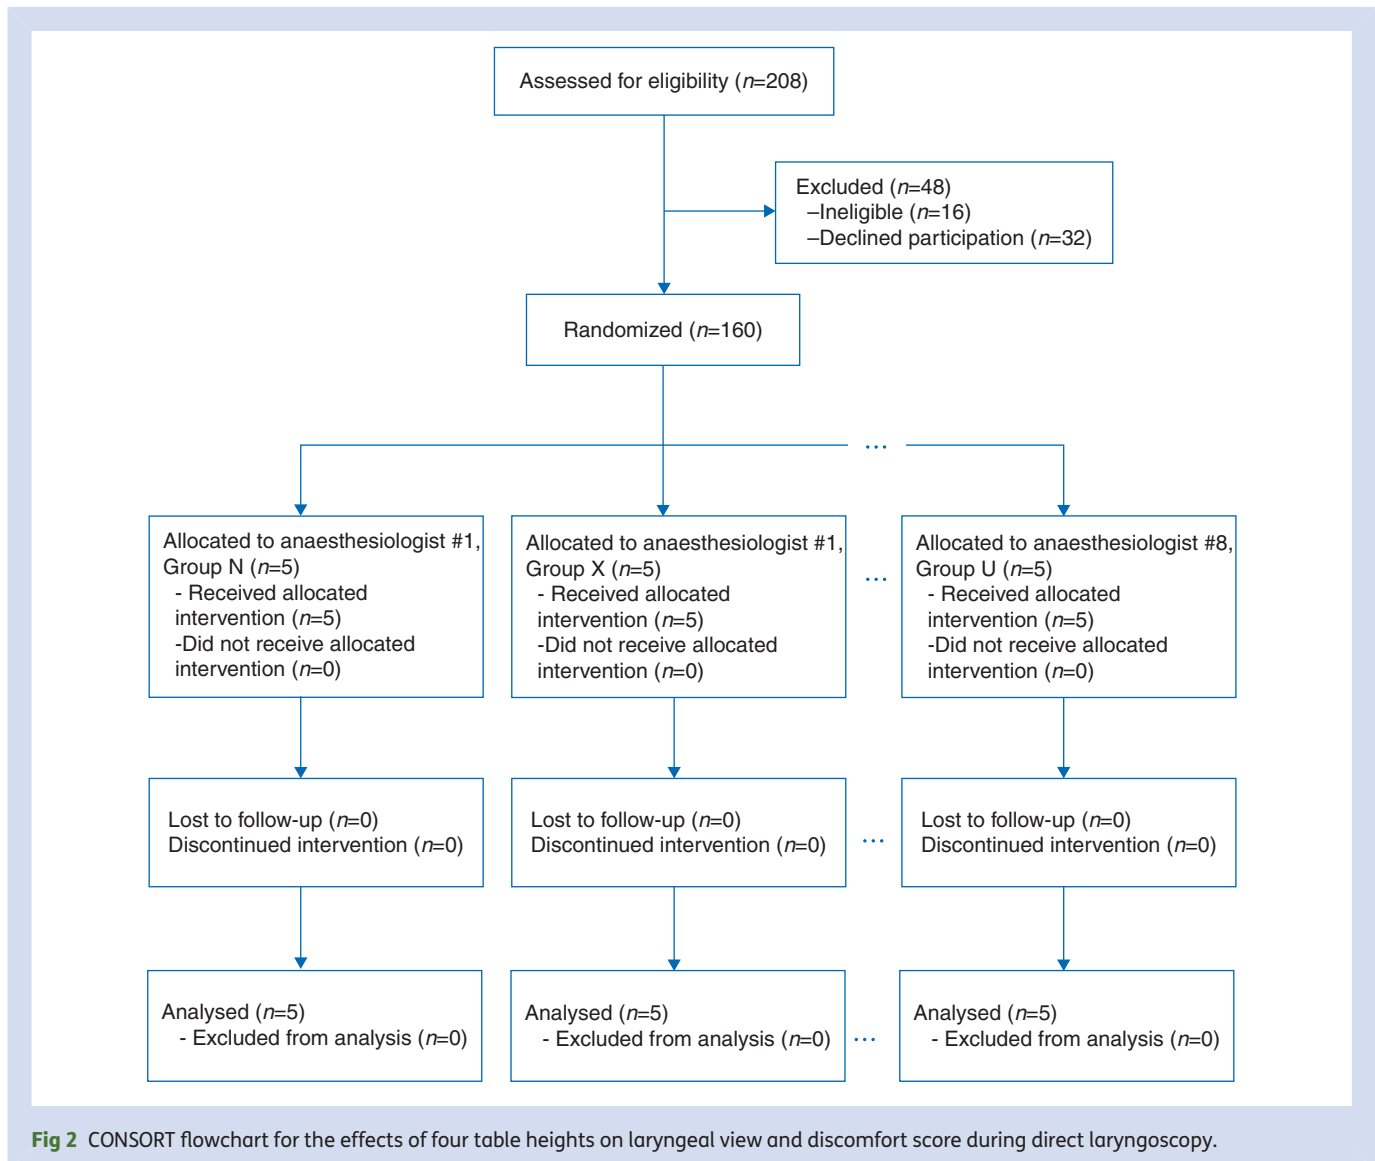 Assessed for eligibility (n=208)
Excluded (n=48)
–Ineligible (n=16)
–Declined participation (n=32)
Randomized (n=160)
...
Allocated to anaesthesiologist #1,
Group N (n=5)
- Received allocated
intervention (n=5)
-Did not receive allocated
intervention (n=0)
Allocated to anaesthesiologist #1,
Group X (n=5)
- Received allocated
intervention (n=5)
-Did not receive allocated
intervention (n=0)
...
Allocated to anaesthesiologist #8,
Group U (n=5)
- Received allocated
intervention (n=5)
-Did not receive allocated
intervention (n=0)
Lost to follow-up (n=0)
Discontinued intervention (n=0)
Lost to follow-up (n=0)
Discontinued intervention (n=0)
...
Lost to follow-up (n=0)
Discontinued intervention (n=0)
Analysed (n=5)
- Excluded from analysis (n=0)
Analysed (n=5)
- Excluded from analysis (n=0)
...
Analysed (n=5)
- Excluded from analysis (n=0)
Fig 2 CONSORT flowchart for the effects of four table heights on laryngeal view and discomfort score during direct laryngoscopy.